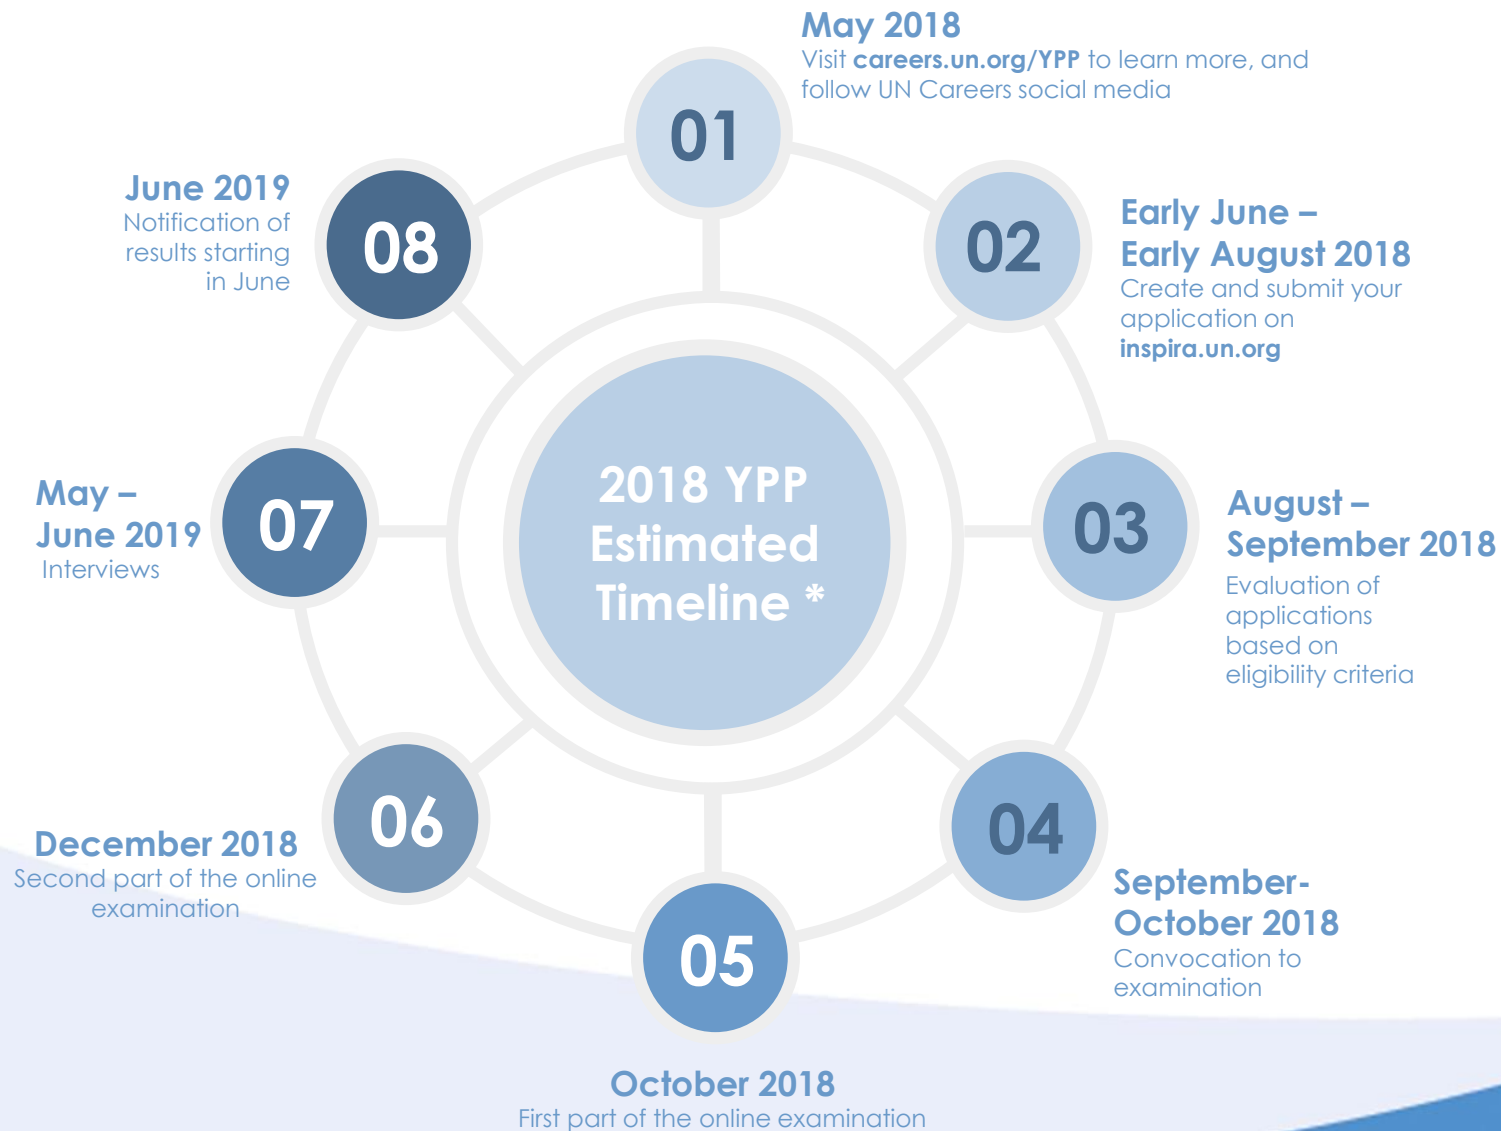 May 2018
Visit careers.un.org/YPP to learn more, and
follow UN Careers social media
01
Early June –
Early August 2018
Create and submit your
application on
inspira.un.org
02
August –
September 2018
Evaluation of
applications
based on
eligibility criteria
03
September-
October 2018
Convocation to
examination
04
05
October 2018
First part of the online examination
06
December 2018
Second part of the online
examination
07
May –
June 2019
Interviews
08
June 2019
Notification of
results starting
in June
2018 YPP
Estimated
Timeline *